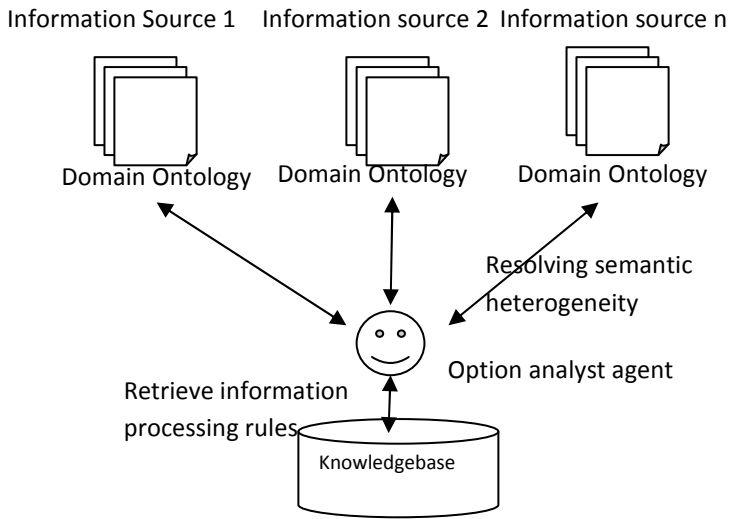 Information Source 1 Information source 2 Information source n
Domain Ontology Domain Ontology Domain Ontology
Resolving semantic
heterogeneity
Option analyst agent
Retrieve information
processing rules
Knowledgebase